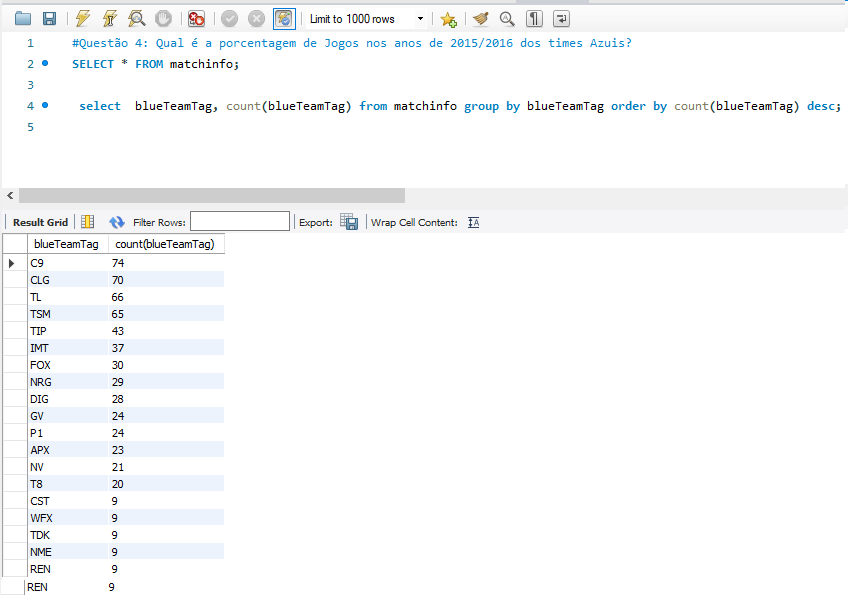 Limit to 1000 rows
1 #Questão 4: Qual é a porcentagem de Jogos nos anos de 2015/2016 dos times Azuis?
2 SELECT * FROM matchinfo;
3
4 select blueTeamTag, count(blueTeamTag) from matchinfo group by blueTeamTag order by count(blueTeamTag) desc;
5
Result Grid Filter Rows: Export: Wrap Cell Content:
blueTeamTag count(blueTeamTag)
C9 74
CLG 70
TL 66
TSM 65
TIP 43
IMT 37
FOX 30
NRG 29
DIG 28
GV 24
P1 24
APX 23
NV 21
T8 20
CST 9
WFX 9
TDK 9
NME 9
REN 9
REN 9